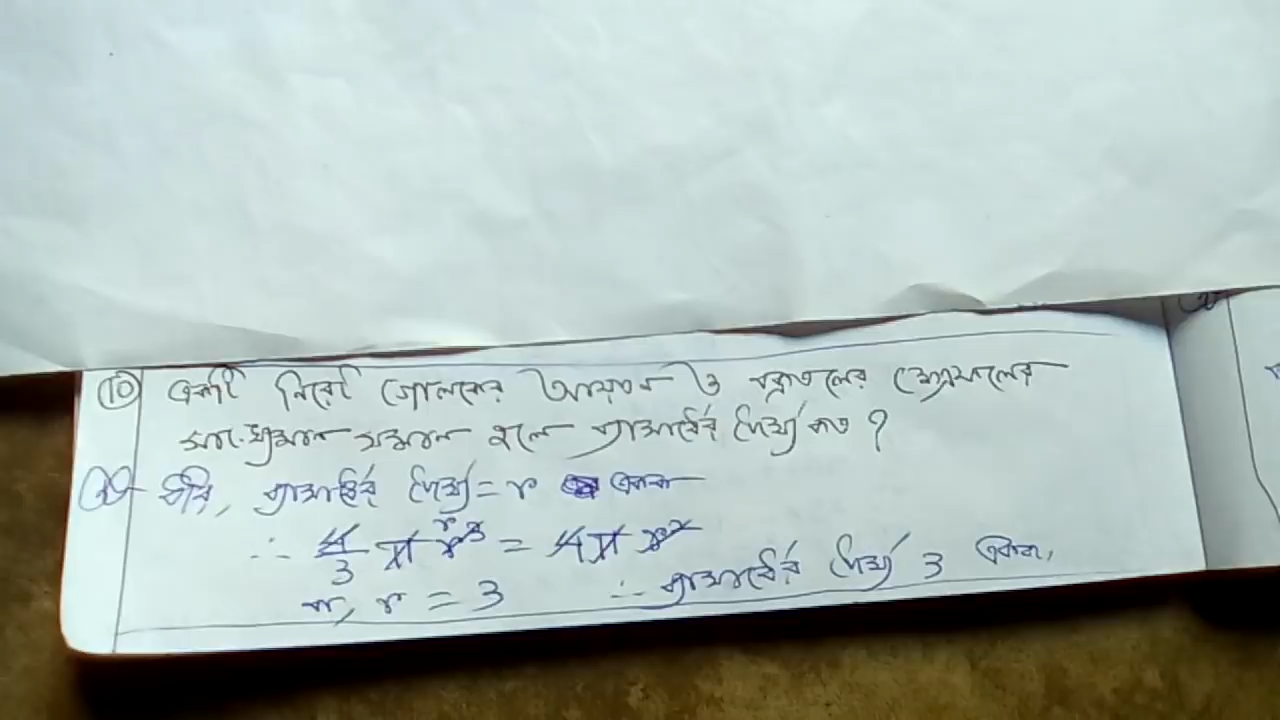 ⑩ একটি নিরেট গোলকের আয়তন ও বক্রতলের ক্ষেত্রফলের
সাংখ্যমান সমান হলে ব্যাসার্ধের দৈর্ঘ্য কত ?
ধরি, ব্যাসার্ধের দৈর্ঘ্য = r একক
∴ 4/3 π r³ = 4π r²
বা, r = 3 ∴ ব্যাসার্ধের দৈর্ঘ্য 3 একক।